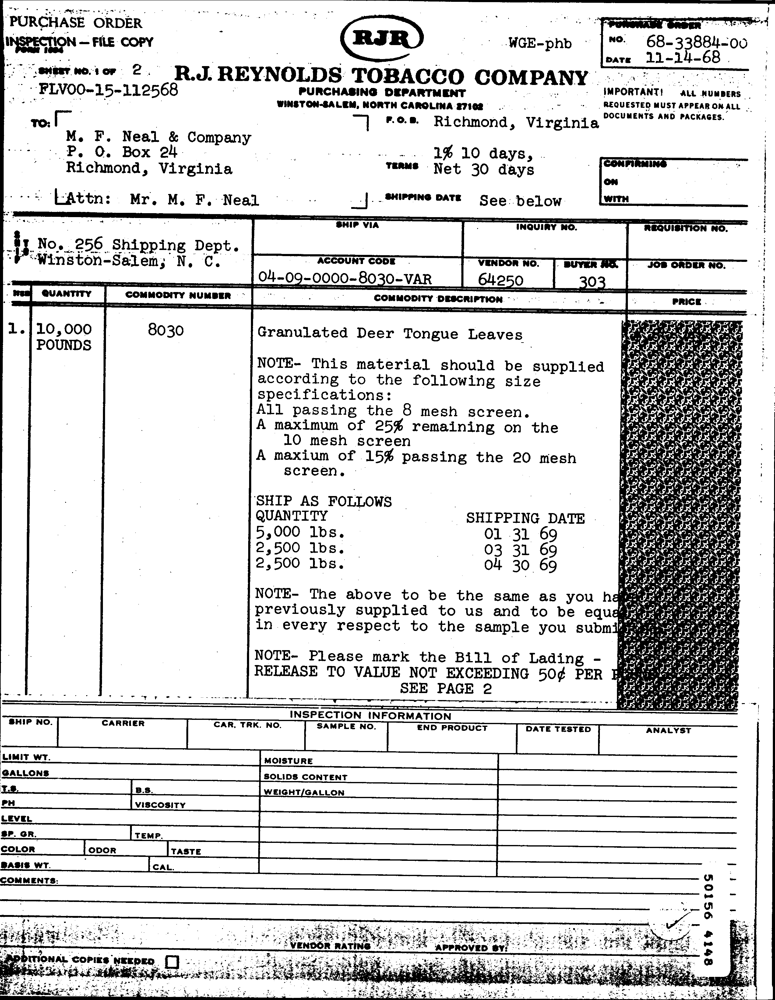 PURCHASE ORDER
INSPECTION — FILE COPY
FORM 1004
SHEET NO. 1 OF 2
PLV00-15-112568
RJR
WGE-phb
PURCHASE ORDER
NO. 68-33884-00
DATE 11-14-68
R.J. REYNOLDS TOBACCO COMPANY
PURCHASING DEPARTMENT
WINSTON-SALEM, NORTH CAROLINA 27102
IMPORTANT! ALL NUMBERS
REQUESTED MUST APPEAR ON ALL
DOCUMENTS AND PACKAGES.
TO:
M. F. Neal & Company
P. O. Box 24
Richmond, Virginia
Attn: Mr. M. F. Neal
F.O.B. Richmond, Virginia
TERMS 1% 10 days,
Net 30 days
SHIPPING DATE See below
CONFIRMING
ON
WITH
No. 256 Shipping Dept.
Winston-Salem, N. C.
SHIP VIA INQUIRY NO. REQUISITION NO.
ACCOUNT CODE VENDOR NO. BUYER NO. JOB ORDER NO.
04-09-0000-8030-VAR 64250 303
ITEM QUANTITY COMMODITY NUMBER COMMODITY DESCRIPTION PRICE
1. 10,000 8030 Granulated Deer Tongue Leaves
POUNDS
NOTE- This material should be supplied
according to the following size
specifications:
All passing the 8 mesh screen.
A maximum of 25% remaining on the
10 mesh screen
A maxium of 15% passing the 20 mesh
screen.
SHIP AS FOLLOWS
QUANTITY SHIPPING DATE
5,000 lbs. 01 31 69
2,500 lbs. 03 31 69
2,500 lbs. 04 30 69
NOTE- The above to be the same as you ha
previously supplied to us and to be equa
in every respect to the sample you submi
NOTE- Please mark the Bill of Lading -
RELEASE TO VALUE NOT EXCEEDING 50¢ PER
SEE PAGE 2
INSPECTION INFORMATION
SHIP NO. CARRIER CAR. TRK. NO. SAMPLE NO. END PRODUCT DATE TESTED ANALYST
LIMIT WT. MOISTURE
GALLONS SOLIDS CONTENT
T.S. B.S. WEIGHT/GALLON
PH VISCOSITY
LEVEL
SP. GR. TEMP.
COLOR ODOR TASTE
BASIS WT. CAL.
COMMENTS:
VENDOR RATING APPROVED BY:
ADDITIONAL COPIES NEEDED
50156 4148